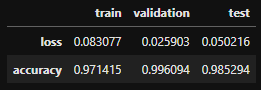 train validation test
loss 0.083077 0.025903 0.050216
accuracy 0.971415 0.996094 0.985294